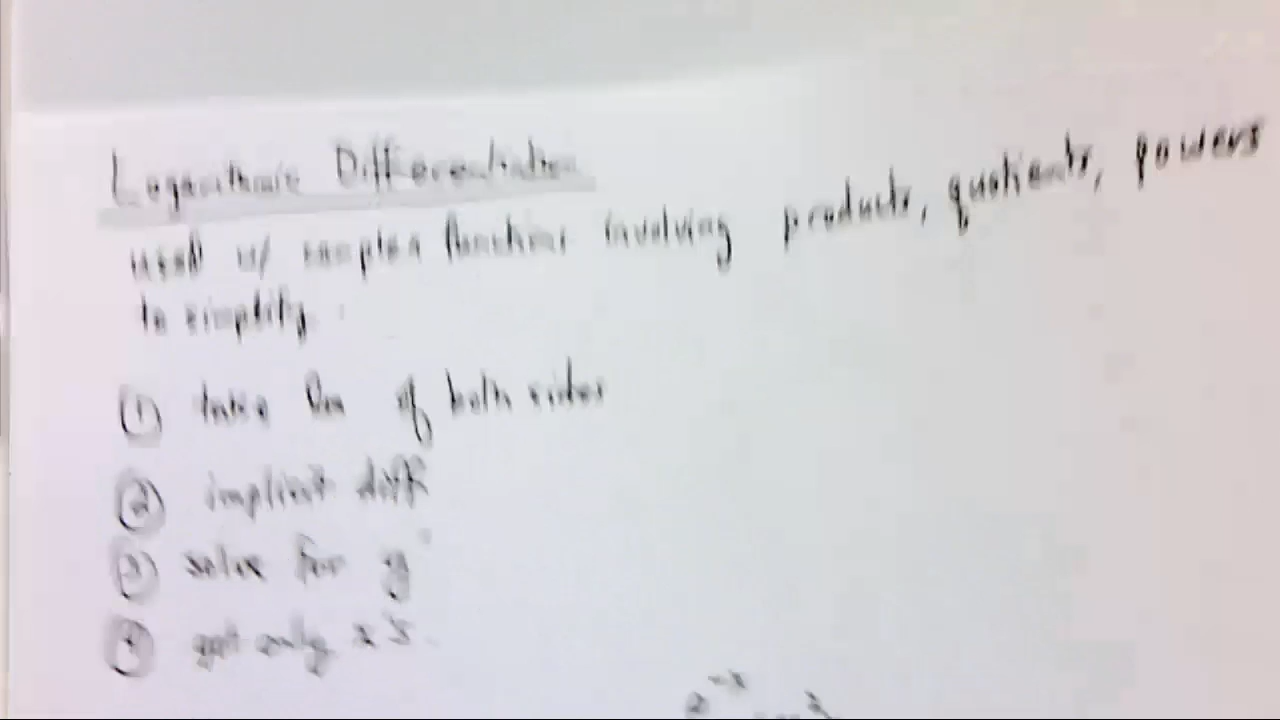 Logarithmic Differentiation
used w/ complex functions involving products, quotients, powers
to simplify.
① take ln of both sides
② implicit diff
③ solve for y'
④ get only x's.